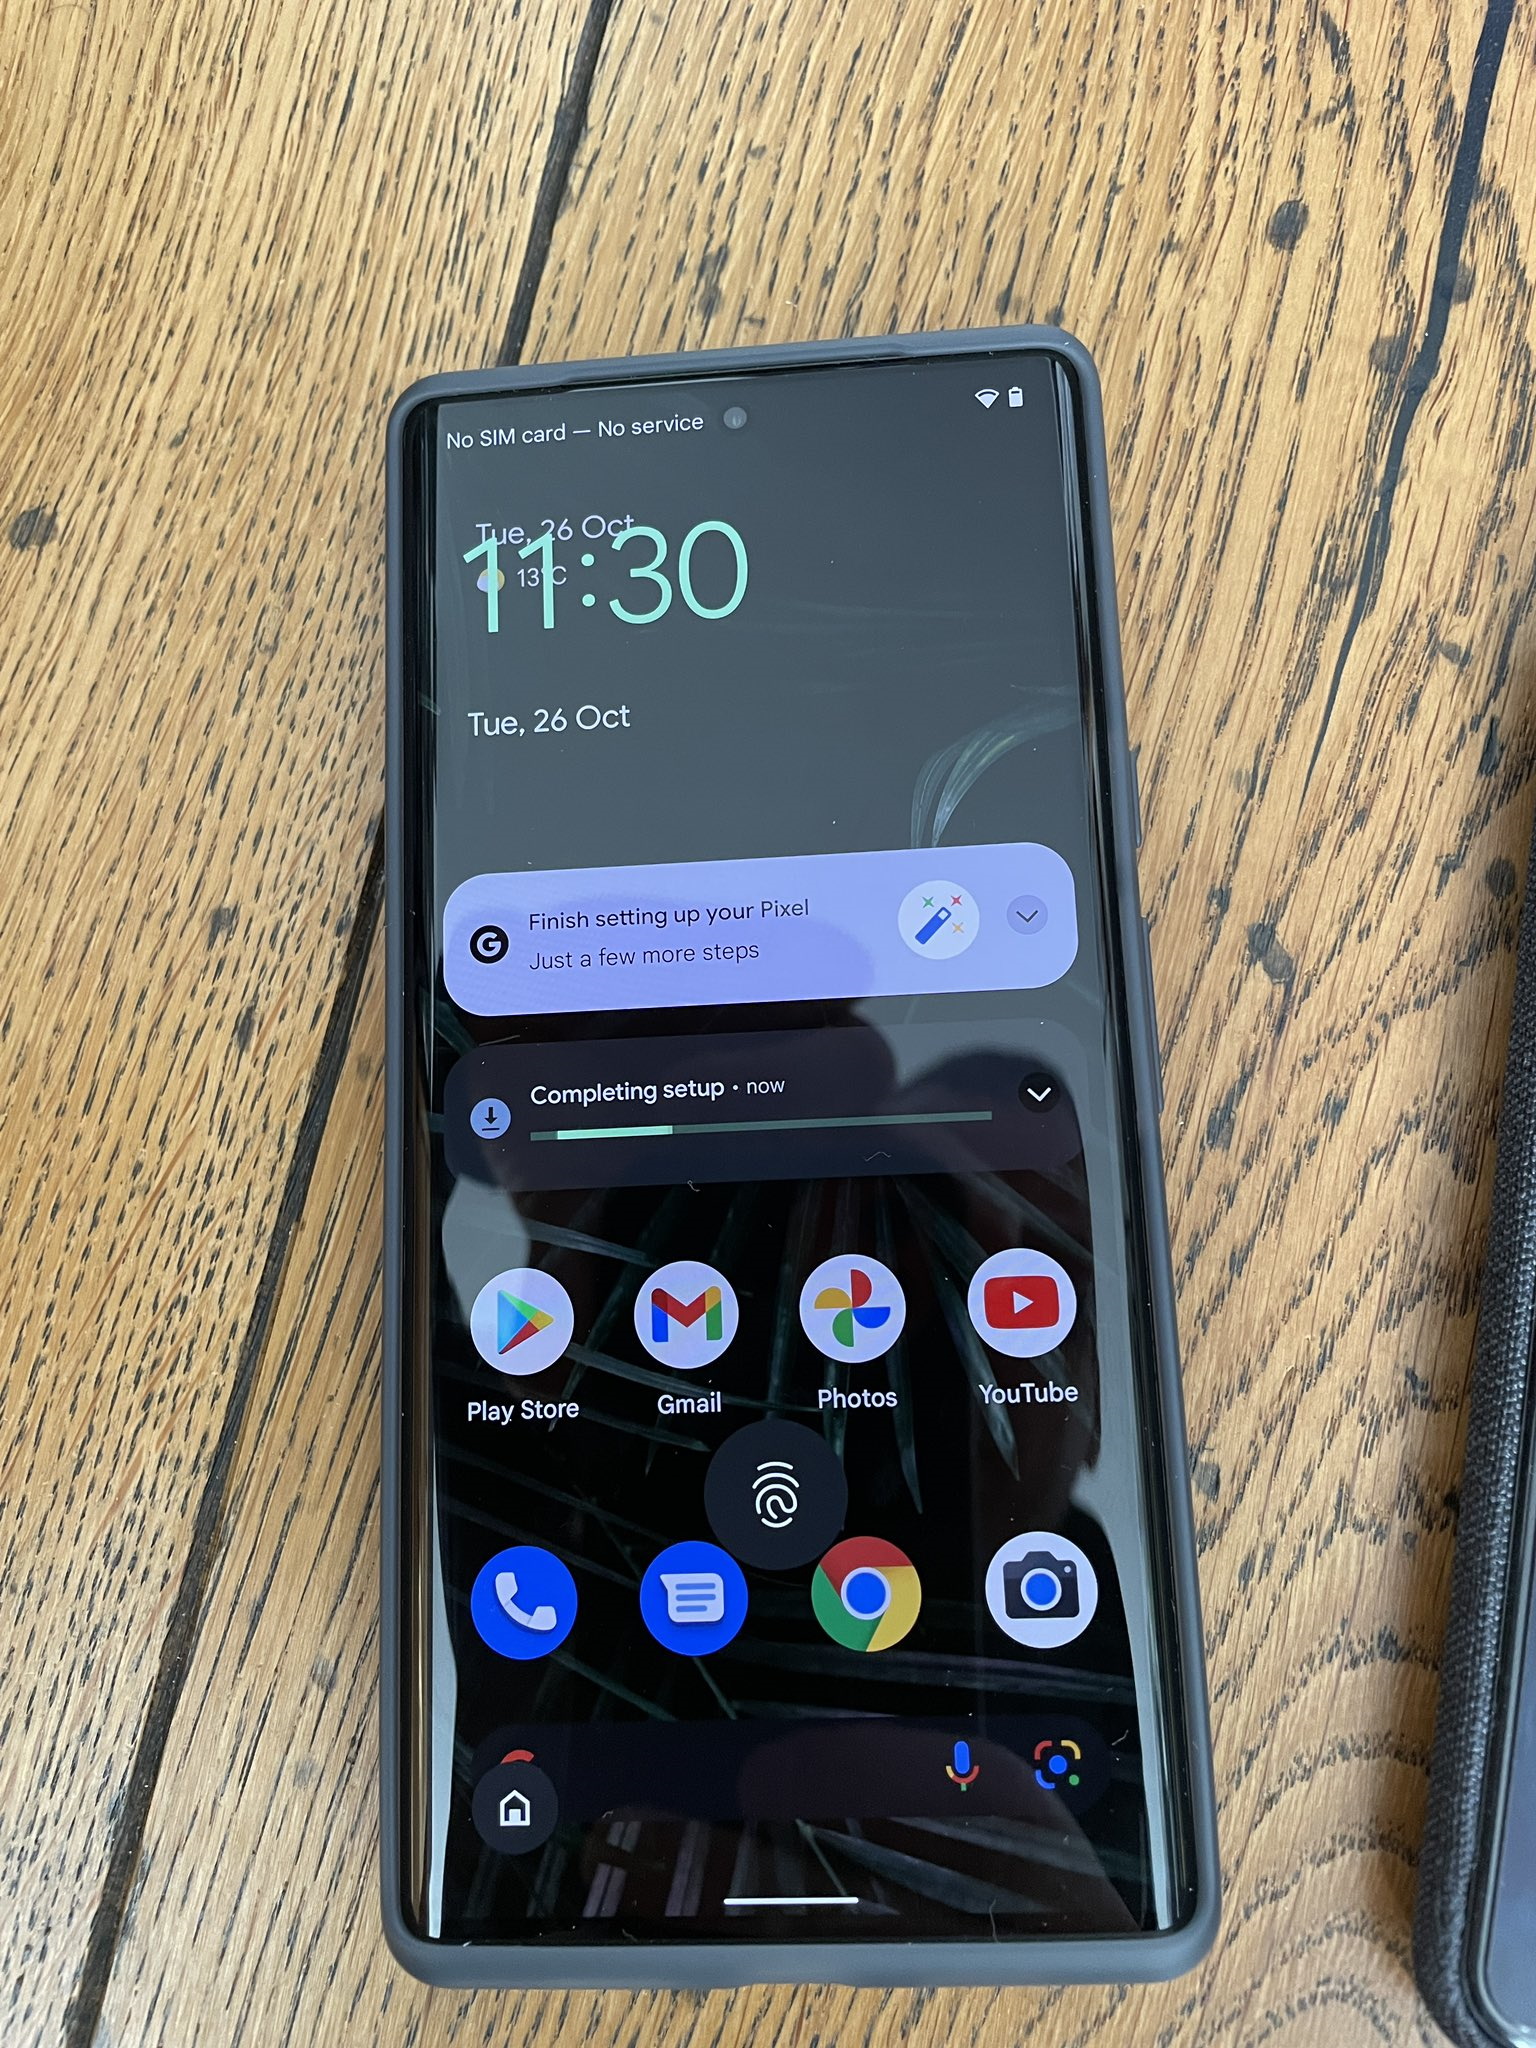 No SIM card — No service
Tue, 26 Oct
11:30
13°C
Tue, 26 Oct
Finish setting up your Pixel
Just a few more steps
Completing setup • now
Play Store
Gmail
Photos
YouTube